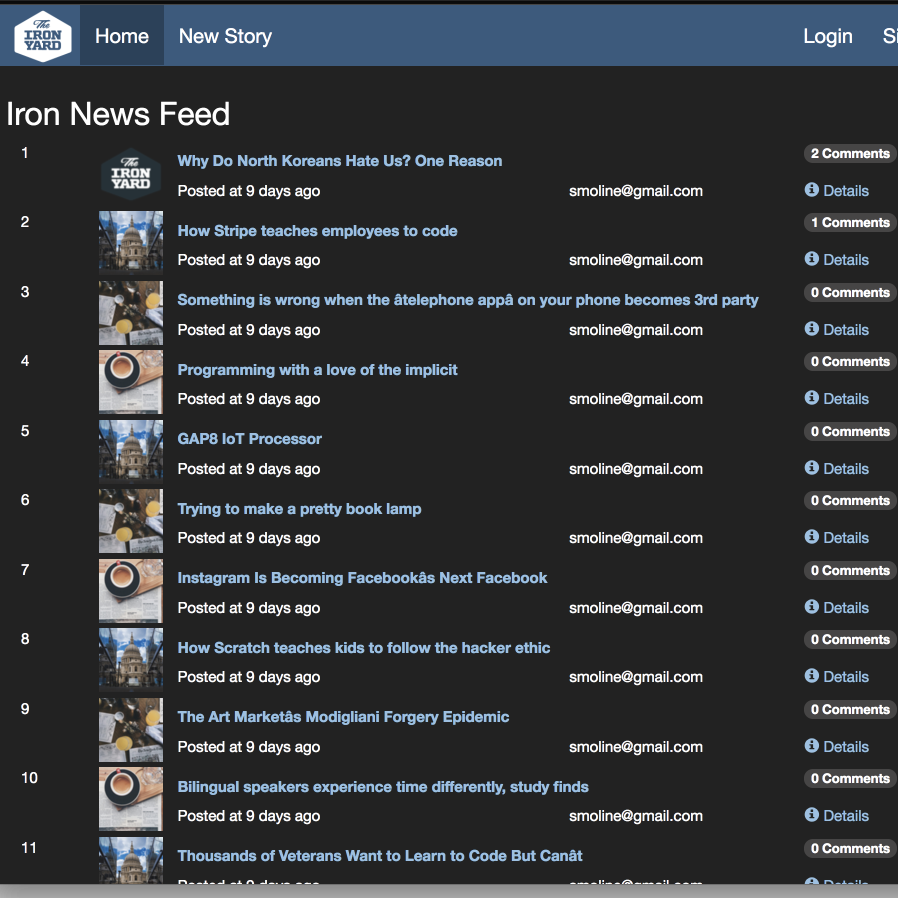 The
IRON
YARD
Home New Story Login
Iron News Feed
1 The
IRON
YARD
Why Do North Koreans Hate Us? One Reason 2 Comments
Posted at 9 days ago smoline@gmail.com Details
2 How Stripe teaches employees to code 1 Comments
Posted at 9 days ago smoline@gmail.com Details
3 Something is wrong when the âtelephone appâ on your phone becomes 3rd party 0 Comments
Posted at 9 days ago smoline@gmail.com Details
4 Programming with a love of the implicit 0 Comments
Posted at 9 days ago smoline@gmail.com Details
5 GAP8 IoT Processor 0 Comments
Posted at 9 days ago smoline@gmail.com Details
6 Trying to make a pretty book lamp 0 Comments
Posted at 9 days ago smoline@gmail.com Details
7 Instagram Is Becoming Facebookâs Next Facebook 0 Comments
Posted at 9 days ago smoline@gmail.com Details
8 How Scratch teaches kids to follow the hacker ethic 0 Comments
Posted at 9 days ago smoline@gmail.com Details
9 The Art Marketâs Modigliani Forgery Epidemic 0 Comments
Posted at 9 days ago smoline@gmail.com Details
10 Bilingual speakers experience time differently, study finds 0 Comments
Posted at 9 days ago smoline@gmail.com Details
11 Thousands of Veterans Want to Learn to Code But Canât 0 Comments
Posted at 9 days ago smoline@gmail.com Details